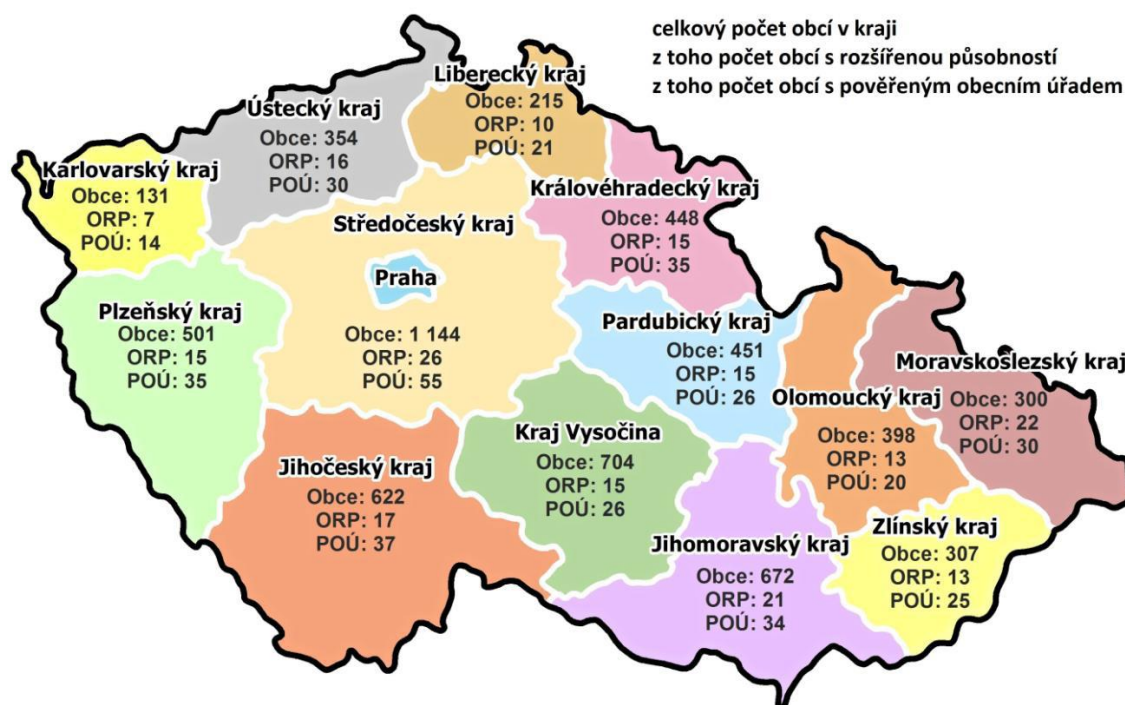 celkový počet obcí v kraji
z toho počet obcí s rozšířenou působností
z toho počet obcí s pověřeným obecním úřadem
Liberecký kraj
Obce: 215
ORP: 10
POÚ: 21
Ústecký kraj
Obce: 354
ORP: 16
POÚ: 30
Karlovarský kraj
Obce: 131
ORP: 7
POÚ: 14
Královéhradecký kraj
Obce: 448
ORP: 15
POÚ: 35
Středočeský kraj
Praha
Obce: 1 144
ORP: 26
POÚ: 55
Plzeňský kraj
Obce: 501
ORP: 15
POÚ: 35
Pardubický kraj
Obce: 451
ORP: 15
POÚ: 26
Moravskoslezský kraj
Obce: 300
ORP: 22
POÚ: 30
Olomoucký kraj
Obce: 398
ORP: 13
POÚ: 20
Kraj Vysočina
Obce: 704
ORP: 15
POÚ: 26
Jihočeský kraj
Obce: 622
ORP: 17
POÚ: 37
Zlínský kraj
Obce: 307
ORP: 13
POÚ: 25
Jihomoravský kraj
Obce: 672
ORP: 21
POÚ: 34